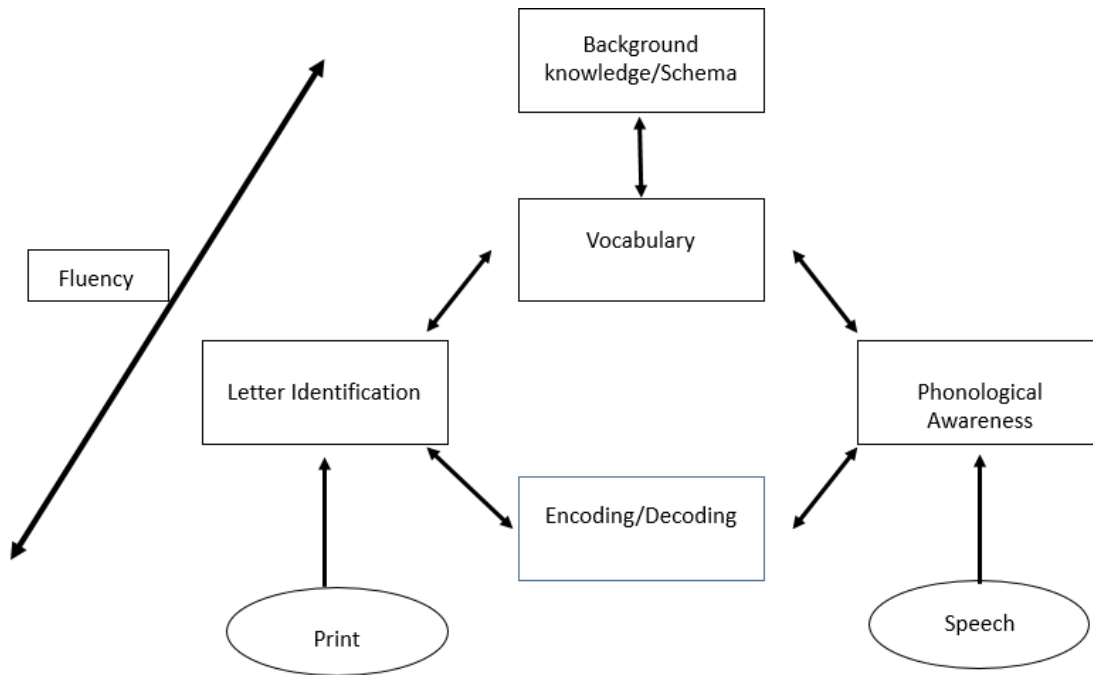 Background
knowledge/Schema
Vocabulary
Fluency
Letter Identification
Phonological
Awareness
Encoding/Decoding
Print
Speech